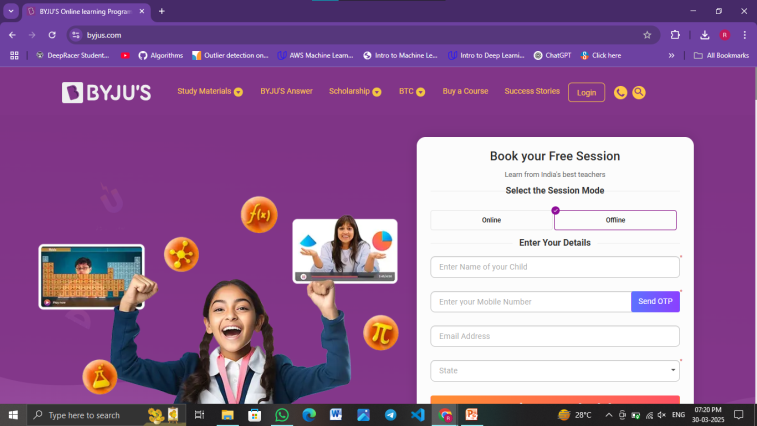 BYJU'S Online learning Program
byjus.com
DeepRacer Student...
Algorithms
Outlier detection on...
AWS Machine Learn...
Intro to Machine Le...
Intro to Deep Learni...
ChatGPT
Click here
All Bookmarks
BYJU'S
Study Materials
BYJU'S Answer
Scholarship
BTC
Buy a Course
Success Stories
Login
Book your Free Session
Learn from India's best teachers
Select the Session Mode
Online
Offline
Enter Your Details
Enter Name of your Child
*
Enter your Mobile Number
Send OTP
*
Email Address
State
*
f(x)
π
Type here to search
28°C
ENG
07:20 PM
30-03-2025